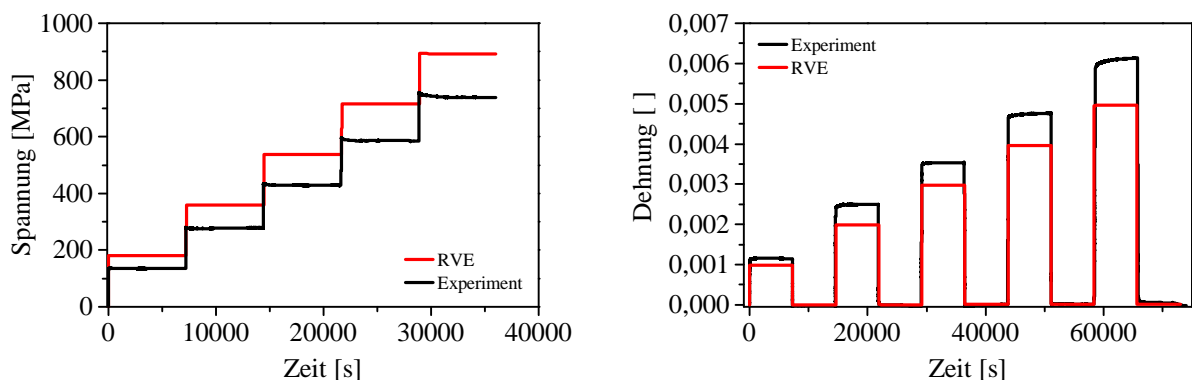 1000
800
600
400
200
0
Spannung [MPa]
RVE
Experiment
0 10000 20000 30000 40000
Zeit [s]
0,007
0,006
0,005
0,004
0,003
0,002
0,001
0,000
Dehnung [ ]
Experiment
RVE
0 20000 40000 60000
Zeit [s]